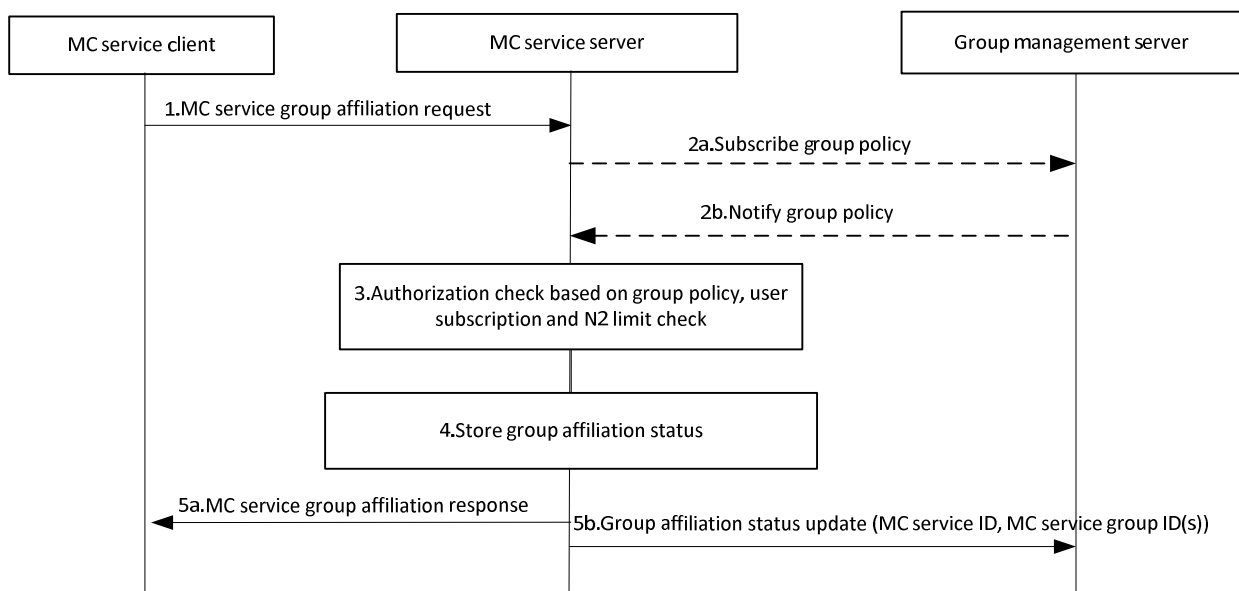 MC service client
MC service server
Group management server
1.MC service group affiliation request
2a.Subscribe group policy
2b.Notify group policy
3.Authorization check based on group policy, user
subscription and N2 limit check
4.Store group affiliation status
5a.MC service group affiliation response
5b.Group affiliation status update (MC service ID, MC service group ID(s))